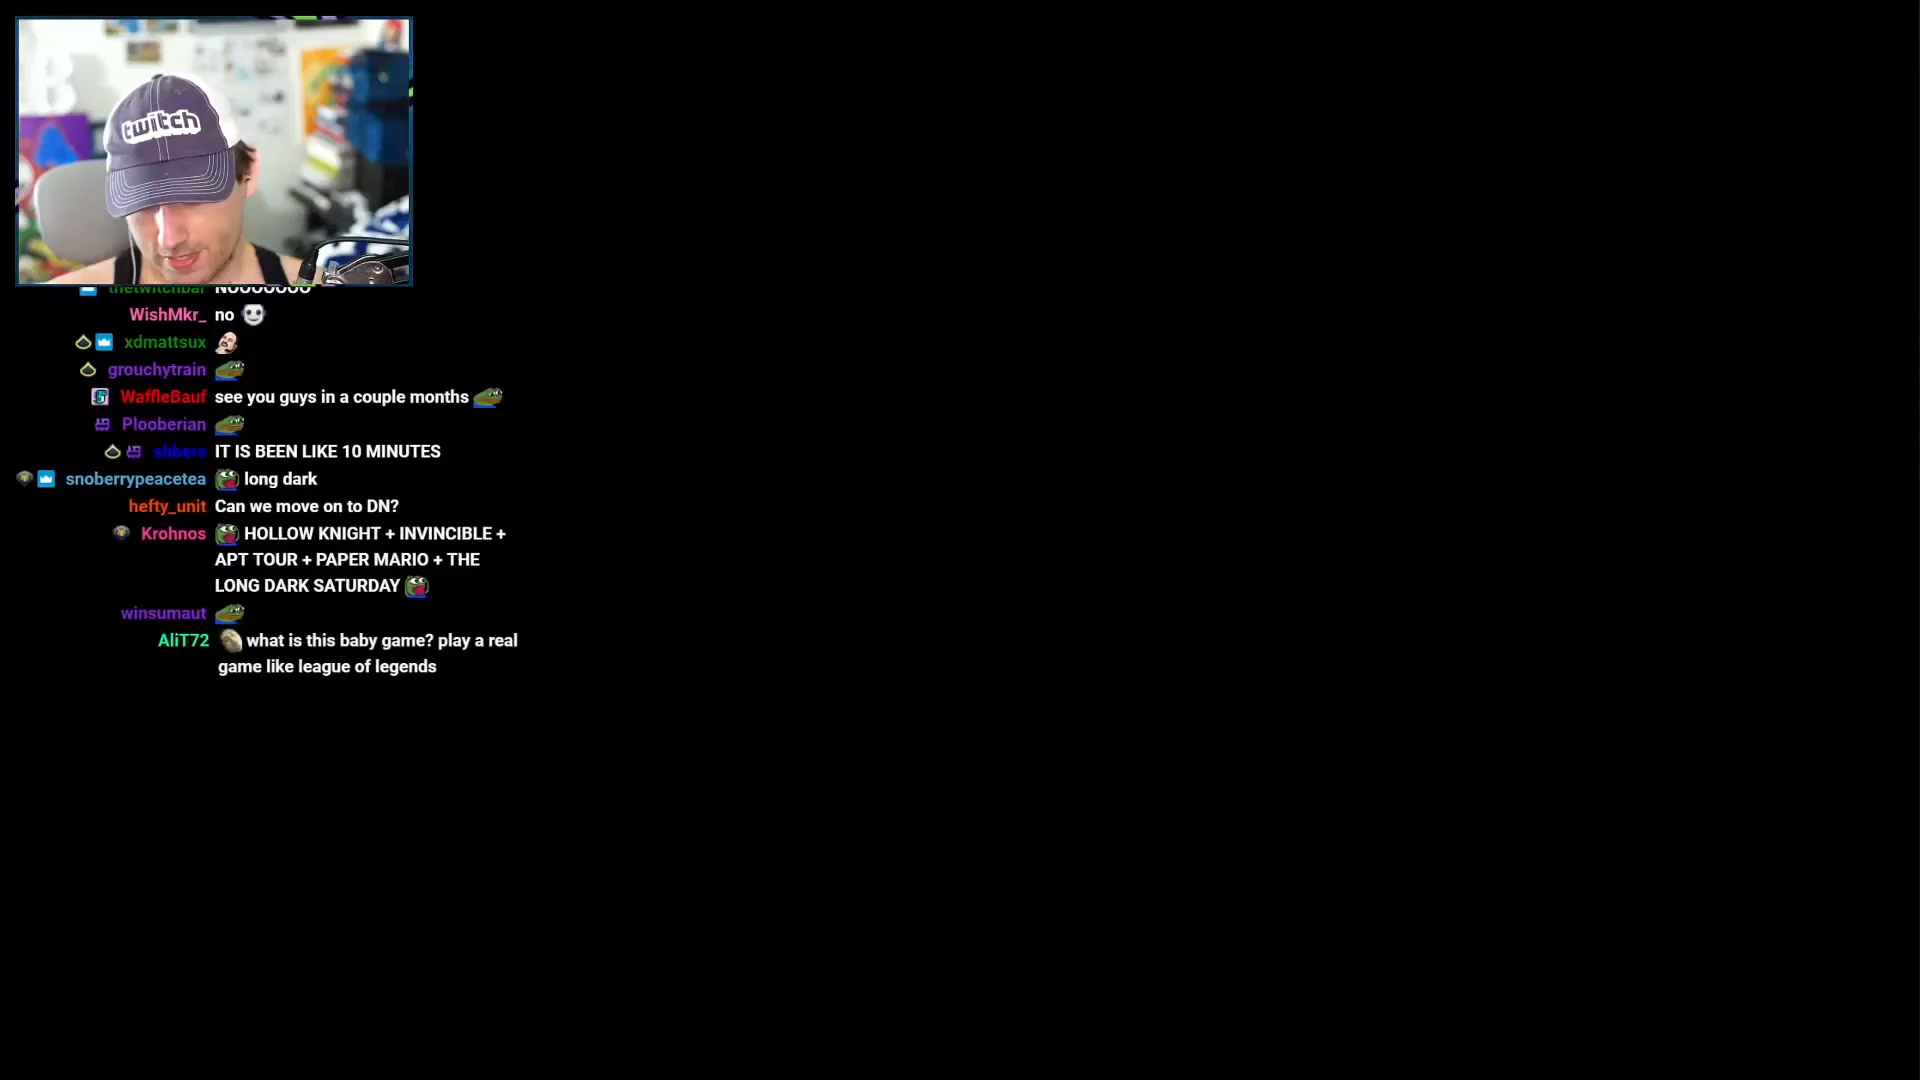 twitch
WishMkr_ no
xdmattsux
grouchytrain
WaffleBauf see you guys in a couple months
Plooberian
shbers IT IS BEEN LIKE 10 MINUTES
snoberrypeacetea long dark
hefty_unit Can we move on to DN?
Krohnos HOLLOW KNIGHT + INVINCIBLE +
APT TOUR + PAPER MARIO + THE
LONG DARK SATURDAY
winsumaut
AliT72 what is this baby game? play a real
game like league of legends